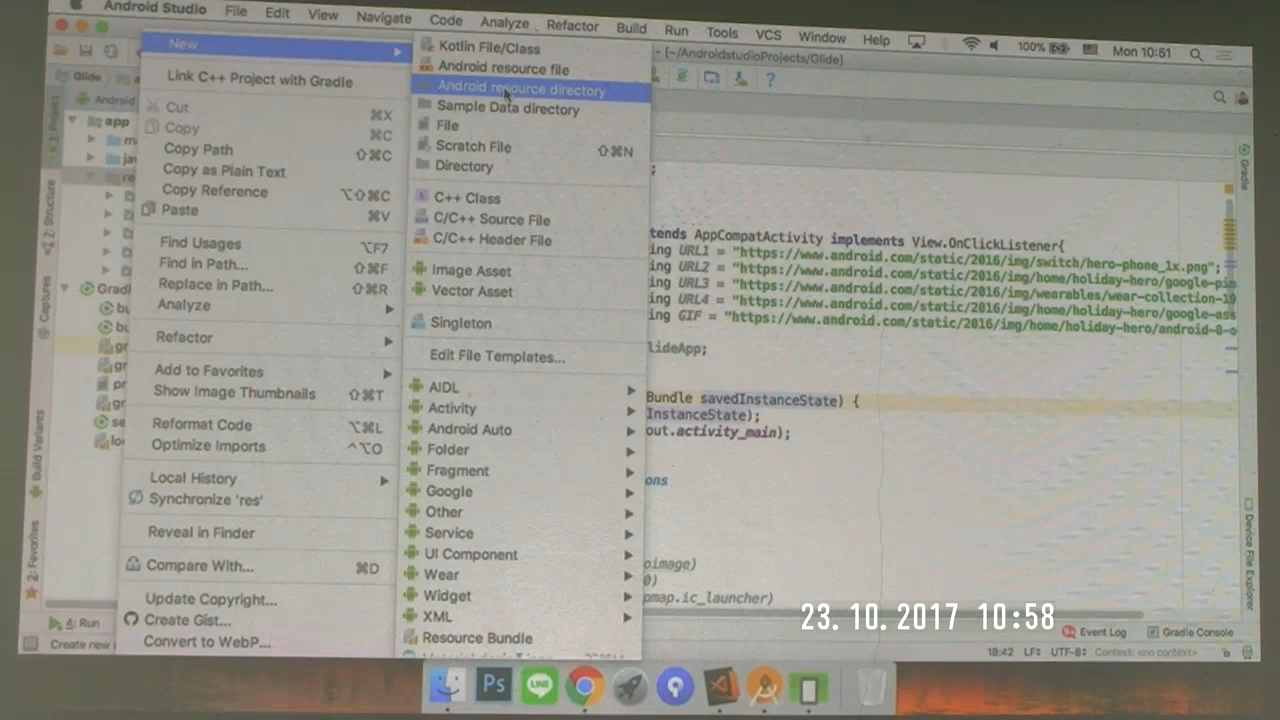 Android Studio File Edit View Navigate Code Analyze Refactor Build Run Tools VCS Window Help 100% Mon 10:51
- [~/AndroidstudioProjects/Glide]
Glide
Android
1: Project
app
Z: Structure
Captures
Build Variants
2: Favorites
New
Link C++ Project with Gradle
Cut ⌘X
Copy ⌘C
Copy Path ⇧⌘C
Copy as Plain Text
Copy Reference ⌥⇧⌘C
Paste ⌘V
Find Usages ⌥F7
Find in Path... ⇧⌘F
Replace in Path... ⇧⌘R
Analyze
Refactor
Add to Favorites
Show Image Thumbnails ⇧⌘T
Reformat Code ⌥⌘L
Optimize Imports ^⌥O
Local History
Synchronize 'res'
Reveal in Finder
Compare With... ⌘D
Update Copyright...
Create Gist...
Convert to WebP...
Kotlin File/Class
Android resource file
Android resource directory
Sample Data directory
File
Scratch File ⇧⌘N
Directory
C++ Class
C/C++ Source File
C/C++ Header File
Image Asset
Vector Asset
Singleton
Edit File Templates...
AIDL
Activity
Android Auto
Folder
Fragment
Google
Other
Service
UI Component
Wear
Widget
XML
Resource Bundle
;
tends AppCompatActivity implements View.OnClickListener{
ing URL1 = "https://www.android.com/static/2016/img/switch/hero-phone_1x.png";
ing URL2 = "https://www.android.com/static/2016/img/home/holiday-hero/google-pix
ing URL3 = "https://www.android.com/static/2016/img/wearables/wear-collection-19
ing URL4 = "https://www.android.com/static/2016/img/home/holiday-hero/google-ass
ing GIF = "https://www.android.com/static/2016/img/home/holiday-hero/android-8-o
lideApp;
Bundle savedInstanceState) {
InstanceState);
out.activity_main);
ons
oimage)
0)
pmap.ic_launcher)
Gradle
Device File Explorer
23.10.2017 10:58
4: Run
Event Log
Gradle Console
Create new
18:42 LF: UTF-8: Context: <no context>
Ps
LINE